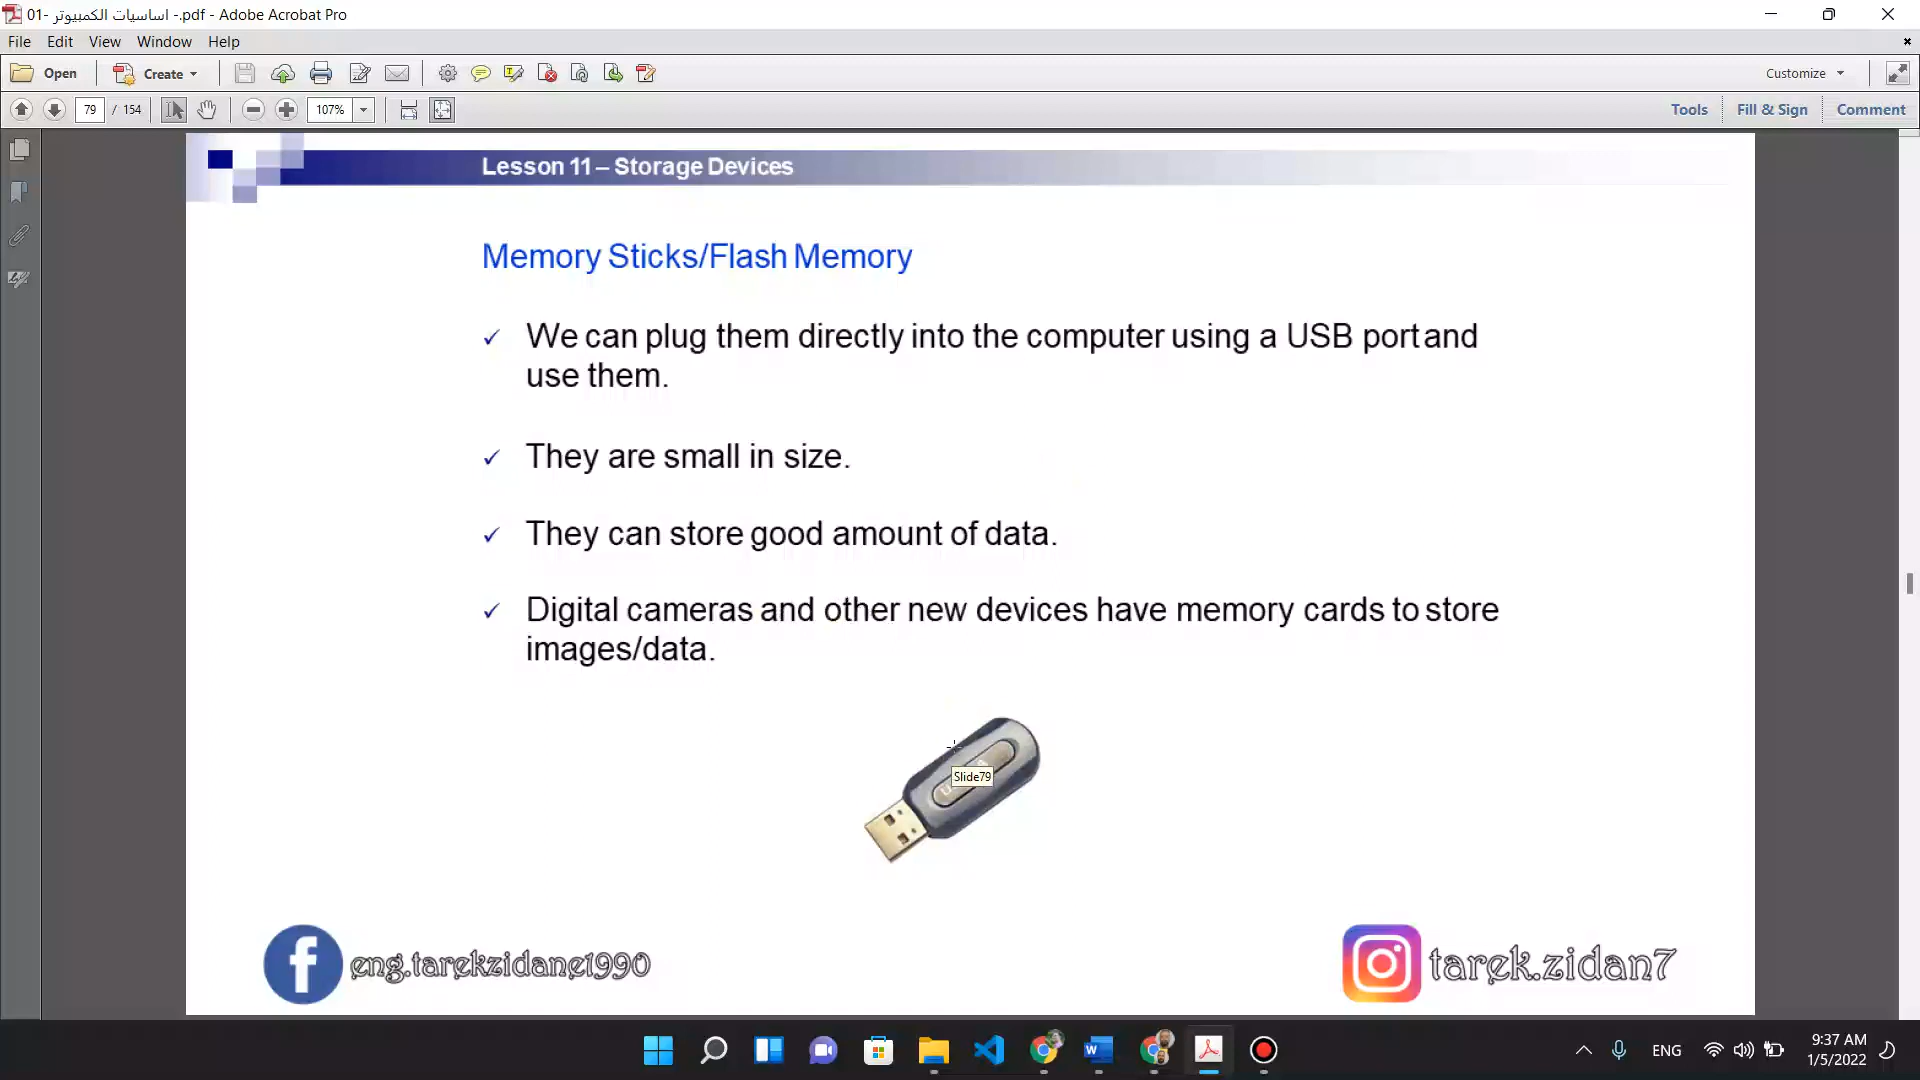 01- اساسيات الكمبيوتر -.pdf - Adobe Acrobat Pro
File Edit View Window Help
Open Create Customize
79 / 154 107% Tools Fill & Sign Comment
Lesson 11 – Storage Devices
Memory Sticks/Flash Memory
✓ We can plug them directly into the computer using a USB port and
use them.
✓ They are small in size.
✓ They can store good amount of data.
✓ Digital cameras and other new devices have memory cards to store
images/data.
Slide79
eng.tarekzidane1990
tarek.zidan7
ENG 9:37 AM
1/5/2022